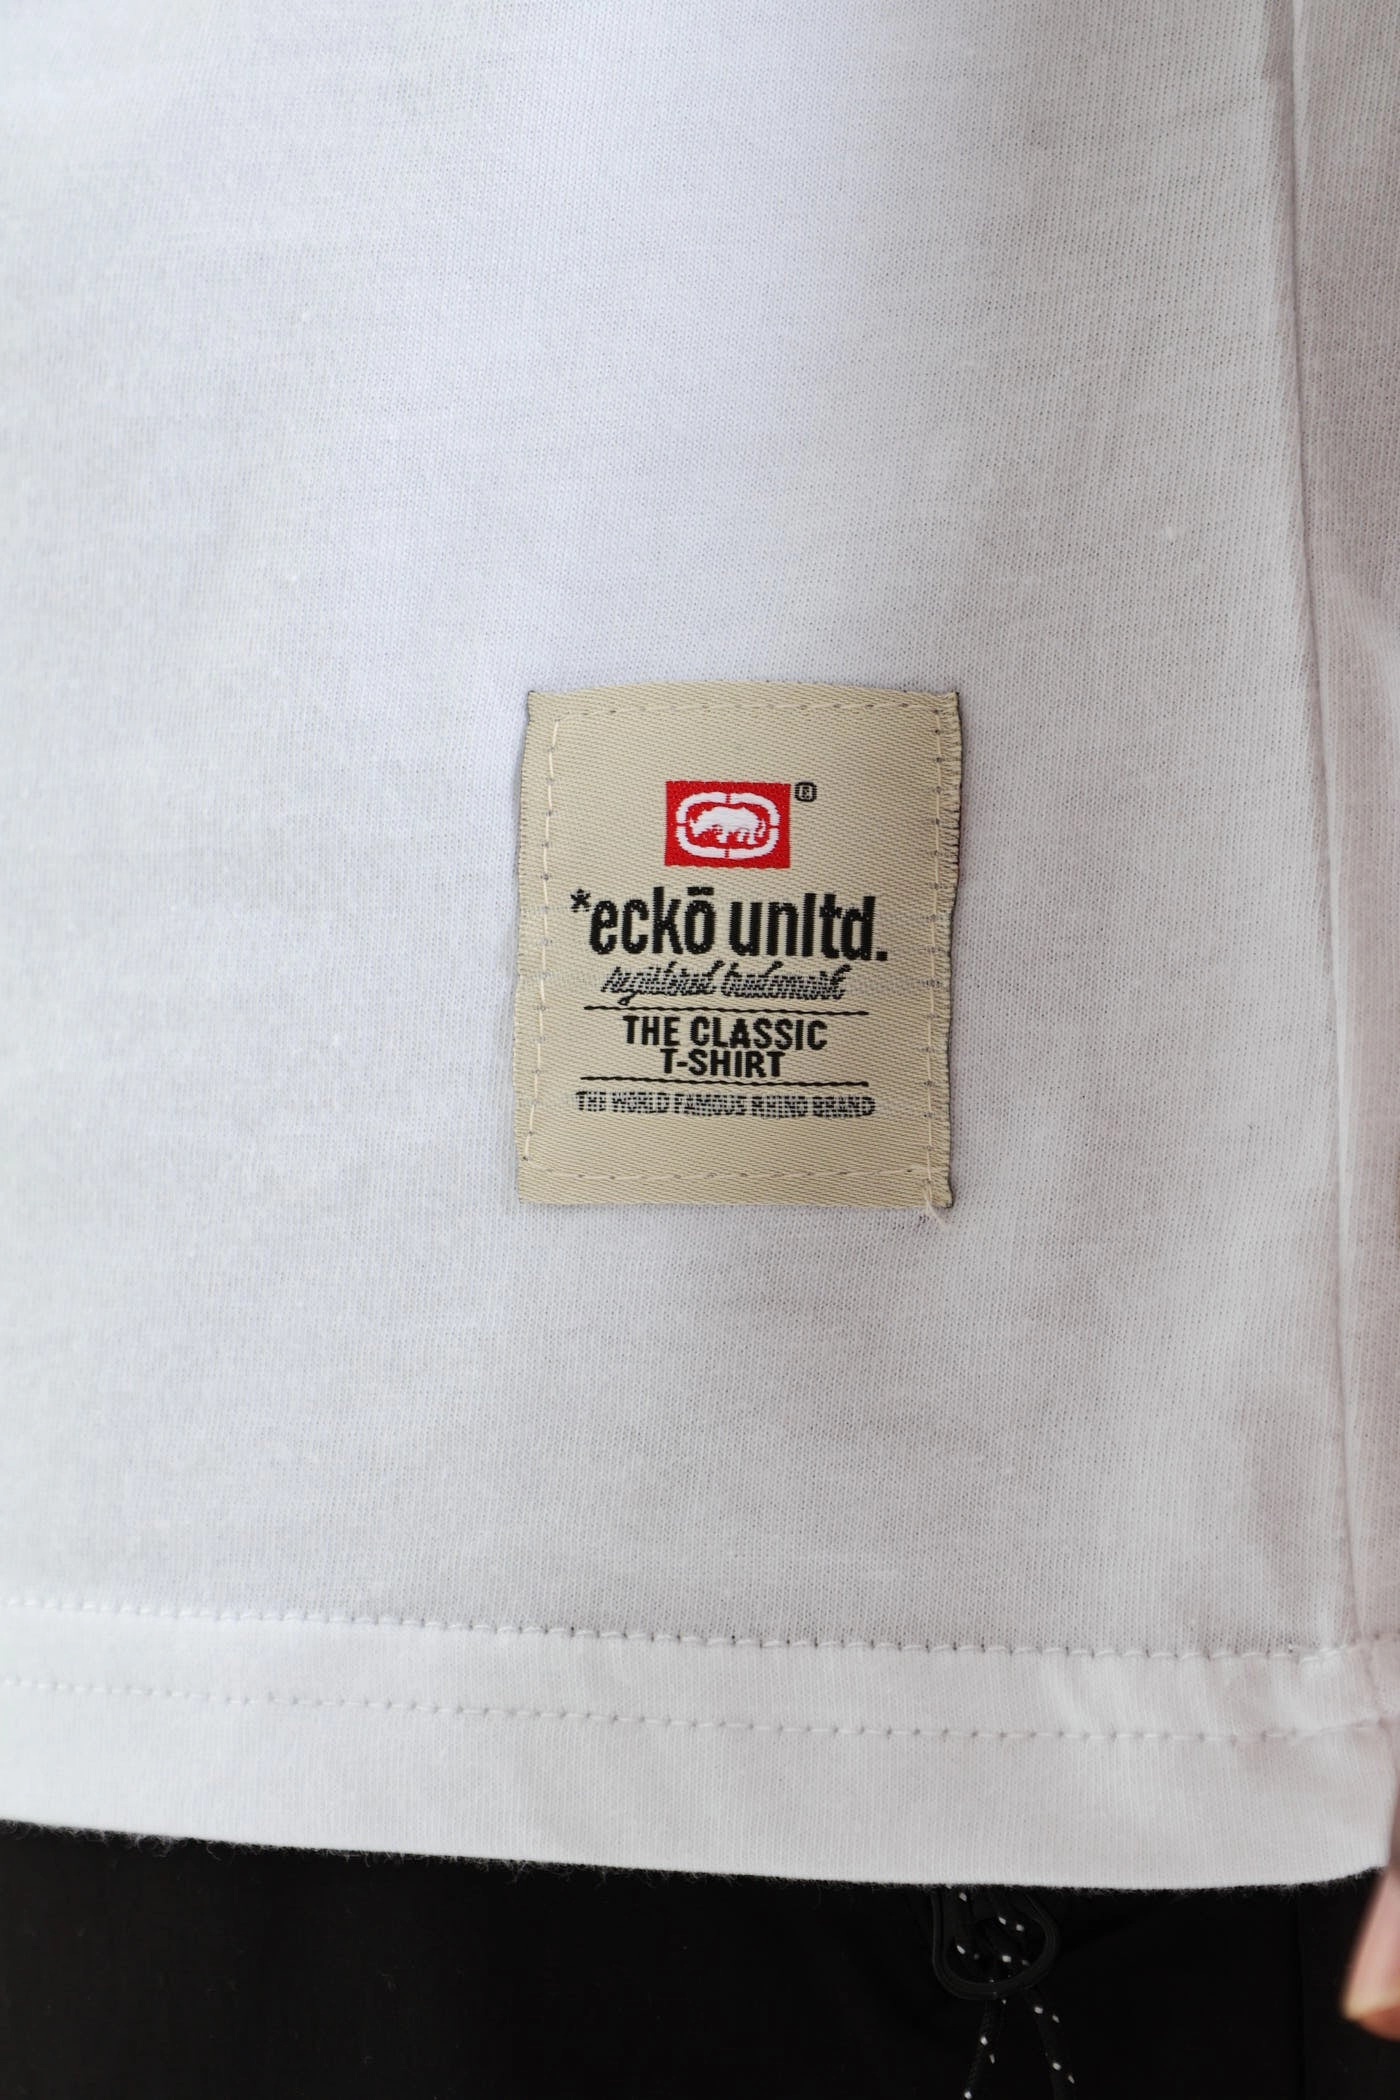 ®
*eckō unltd.
registered trademark
THE CLASSIC
T-SHIRT
THE WORLD FAMOUS RHINO BRAND